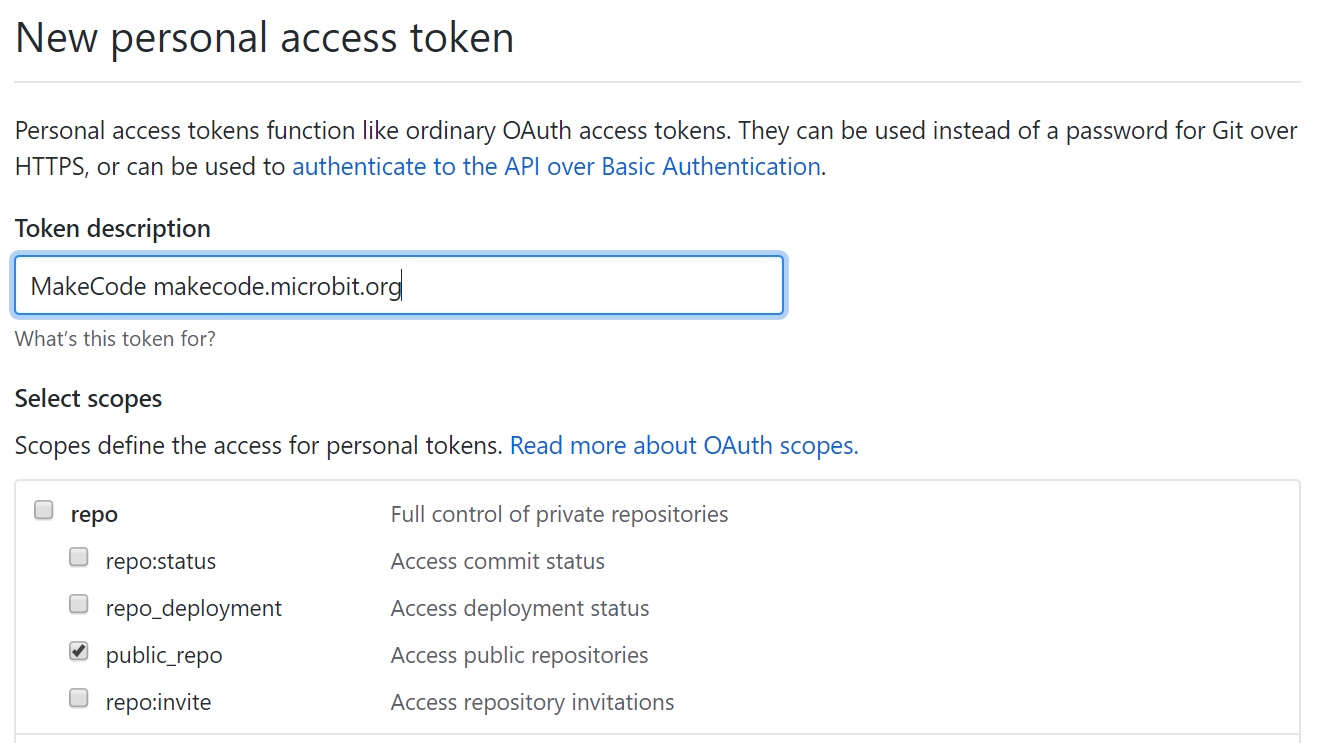 New personal access token
Personal access tokens function like ordinary OAuth access tokens. They can be used instead of a password for Git over
HTTPS, or can be used to authenticate to the API over Basic Authentication.
Token description
MakeCode makecode.microbit.org
What's this token for?
Select scopes
Scopes define the access for personal tokens. Read more about OAuth scopes.
repo Full control of private repositories
repo:status Access commit status
repo_deployment Access deployment status
public_repo Access public repositories
repo:invite Access repository invitations